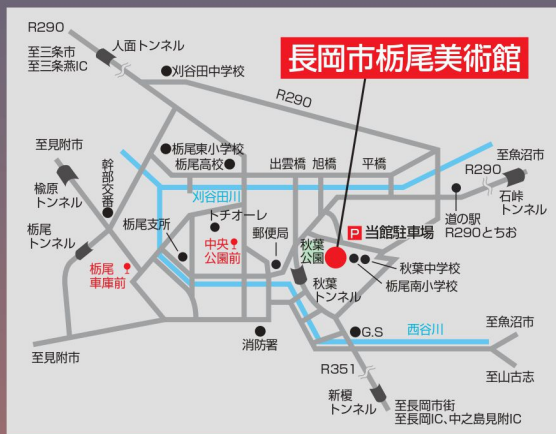 R290
至三条市
至三条燕IC
人面トンネル
刈谷田中学校
長岡市栃尾美術館
R290
至見附市
楡原
トンネル
幹部交番
栃尾東小学校
栃尾高校
出雲橋
旭橋
平橋
至魚沼市
R290
石峠
トンネル
刈谷田川
道の駅
R290とちお
栃尾
トンネル
栃尾支所
トチオーレ
中央
公園前
郵便局
秋葉
公園
P 当館駐車場
秋葉中学校
栃尾南小学校
栃尾
車庫前
秋葉
トンネル
消防署
G.S
西谷川
至魚沼市
至見附市
R351
至山古志
新榎
トンネル
至長岡市街
至長岡IC、中之島見附IC